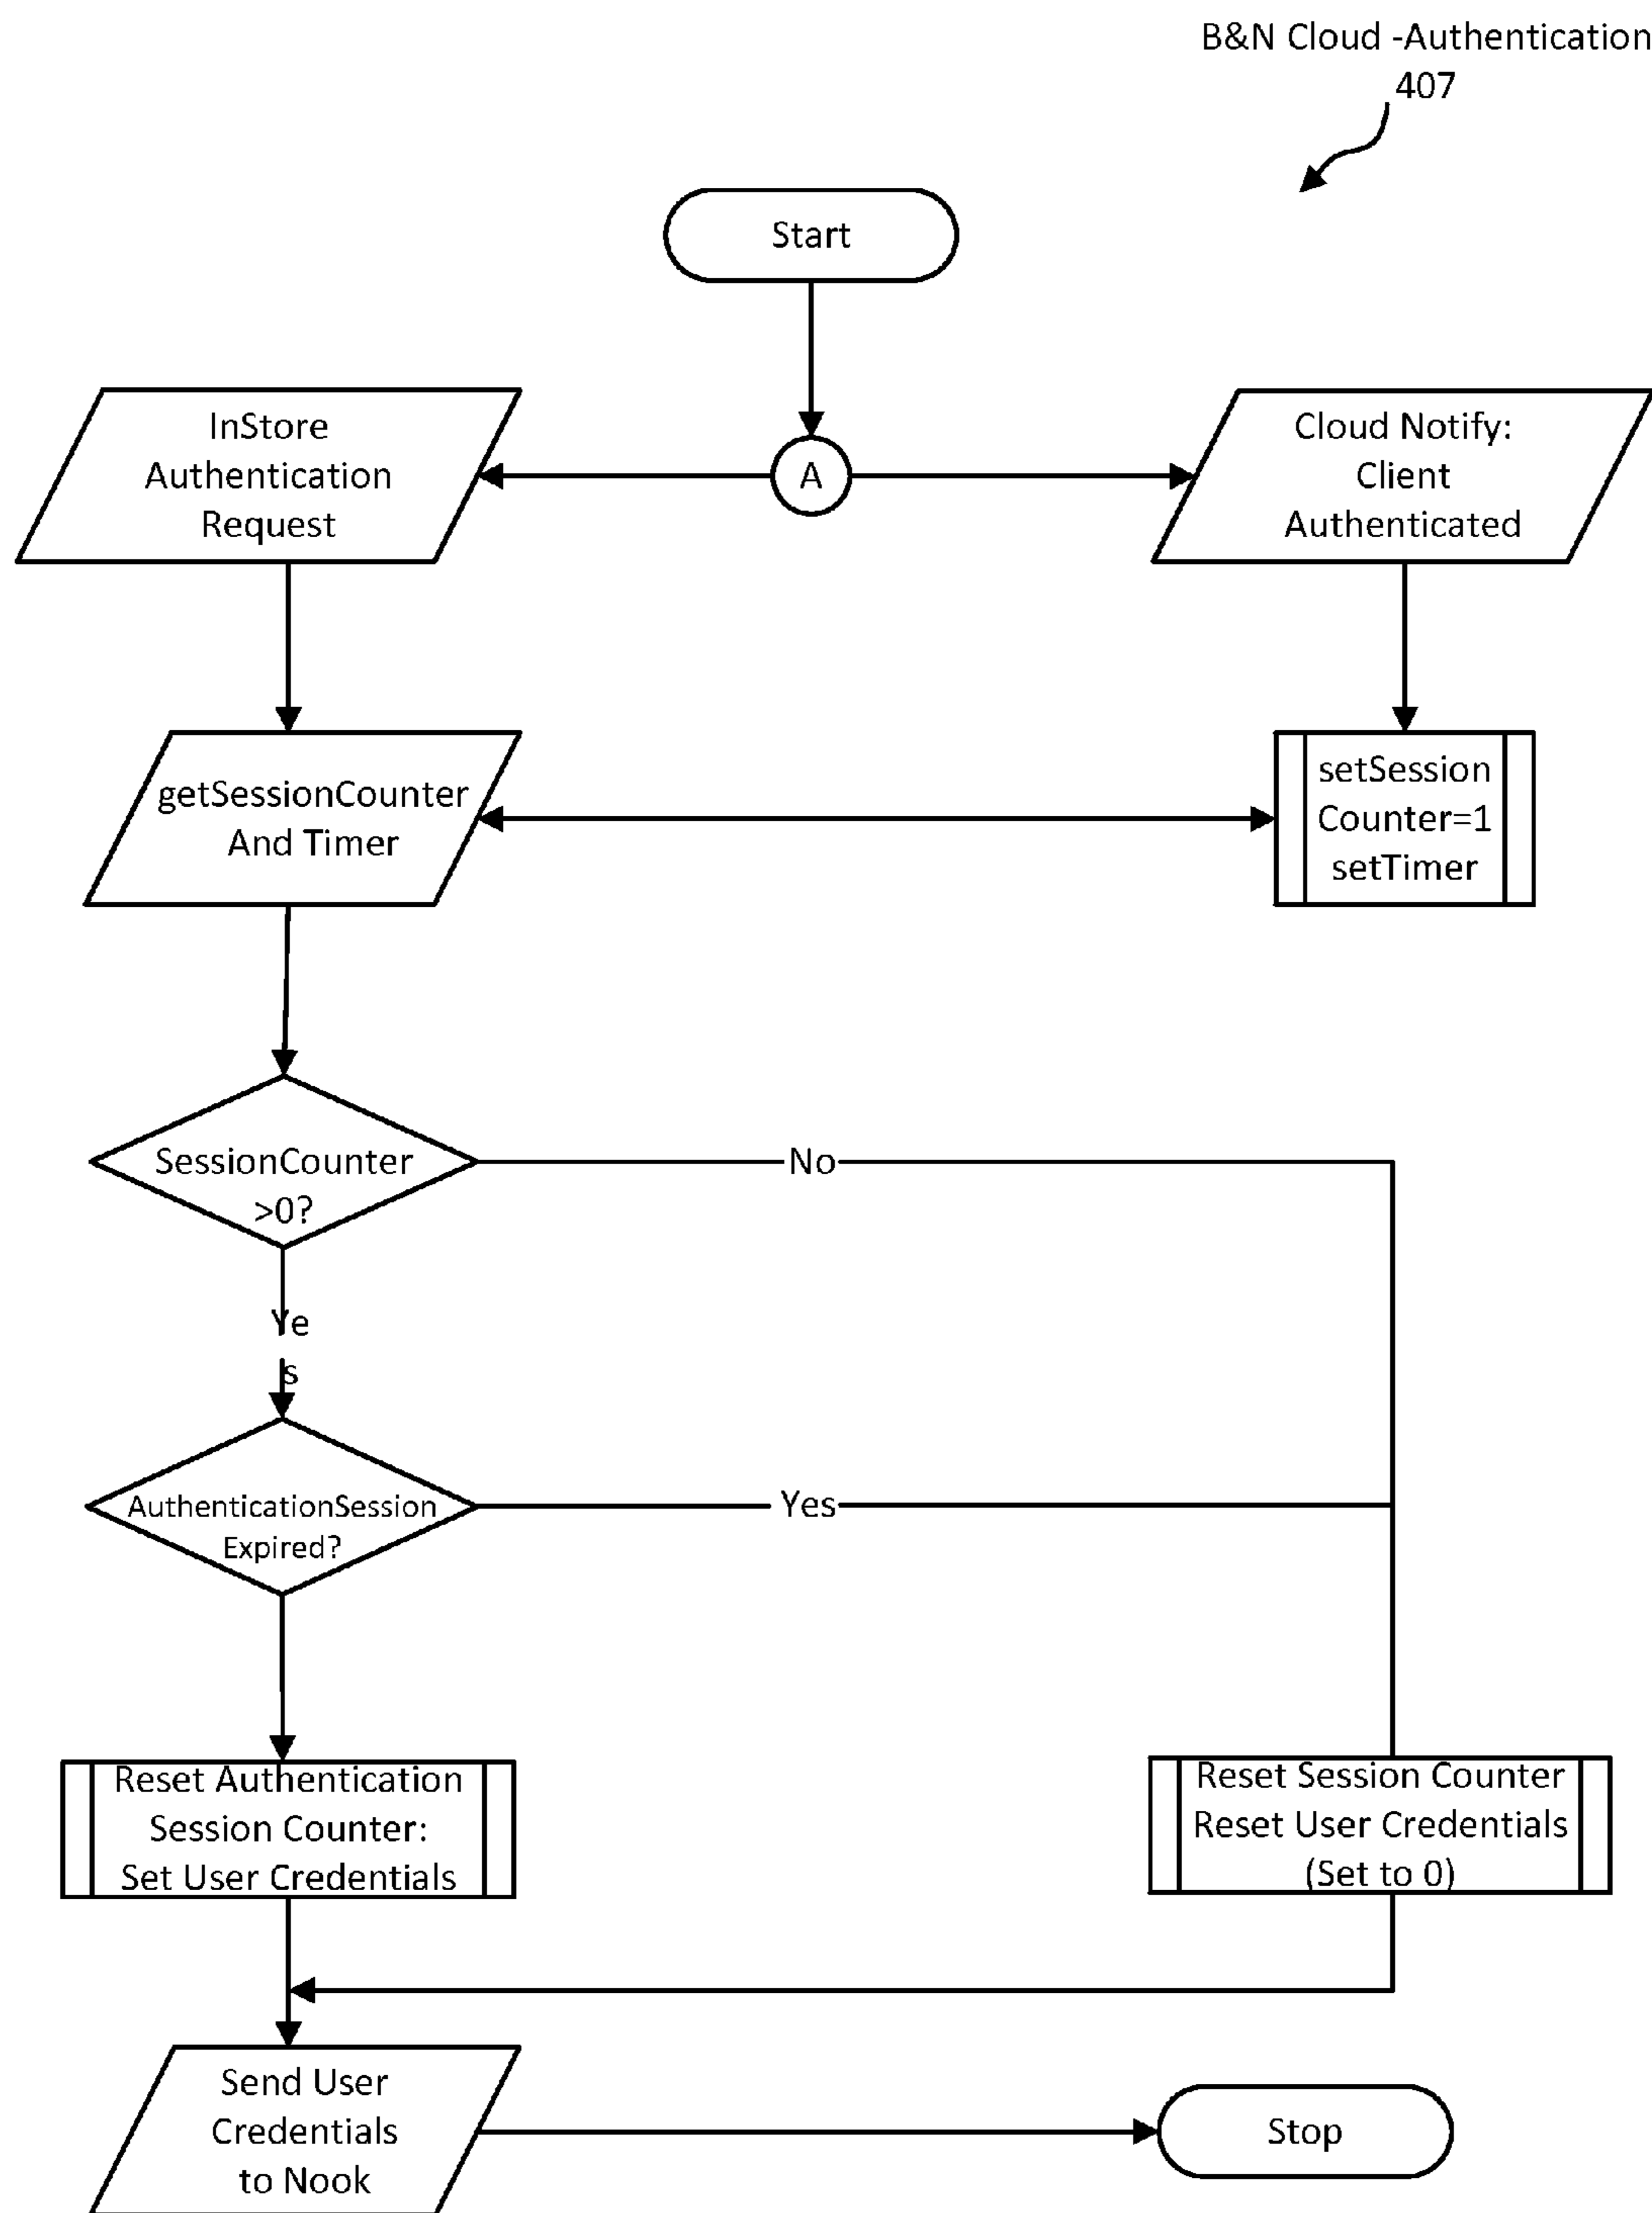 B&N Cloud -Authentication
407
Start
InStore
Authentication
Request
A
Cloud Notify:
Client
Authenticated
getSessionCounter
And Timer
setSession
Counter=1
setTimer
SessionCounter
>0?
No
Ye
s
AuthenticationSession
Expired?
Yes
Reset Authentication
Session Counter:
Set User Credentials
Reset Session Counter
Reset User Credentials
(Set to 0)
Send User
Credentials
to Nook
Stop